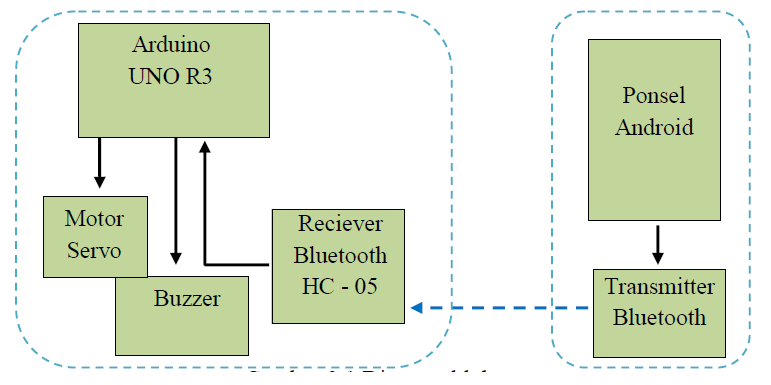 Arduino
UNO R3
Ponsel
Android
Motor
Servo
Reciever
Bluetooth
HC - 05
Buzzer
Transmitter
Bluetooth